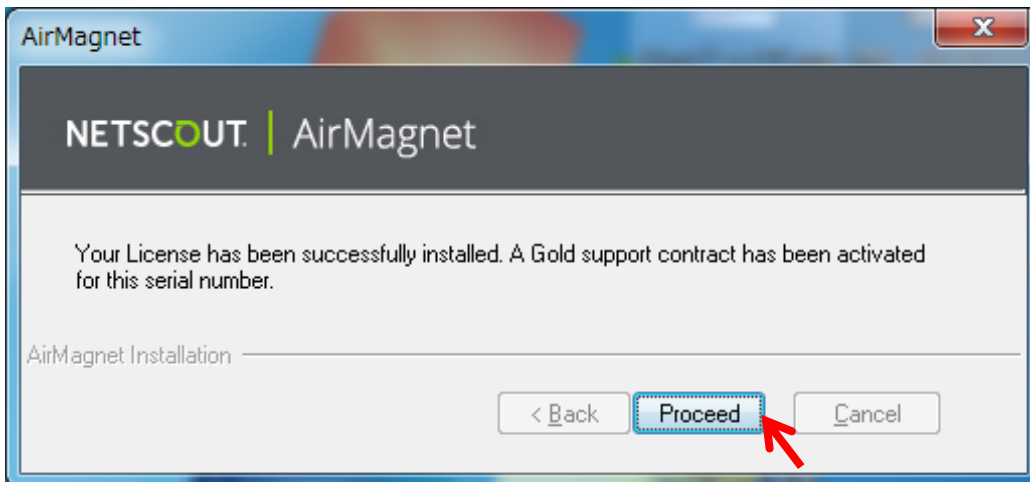 AirMagnet
NETSCOUT. | AirMagnet
Your License has been successfully installed. A Gold support contract has been activated
for this serial number.
AirMagnet Installation
< Back Proceed Cancel